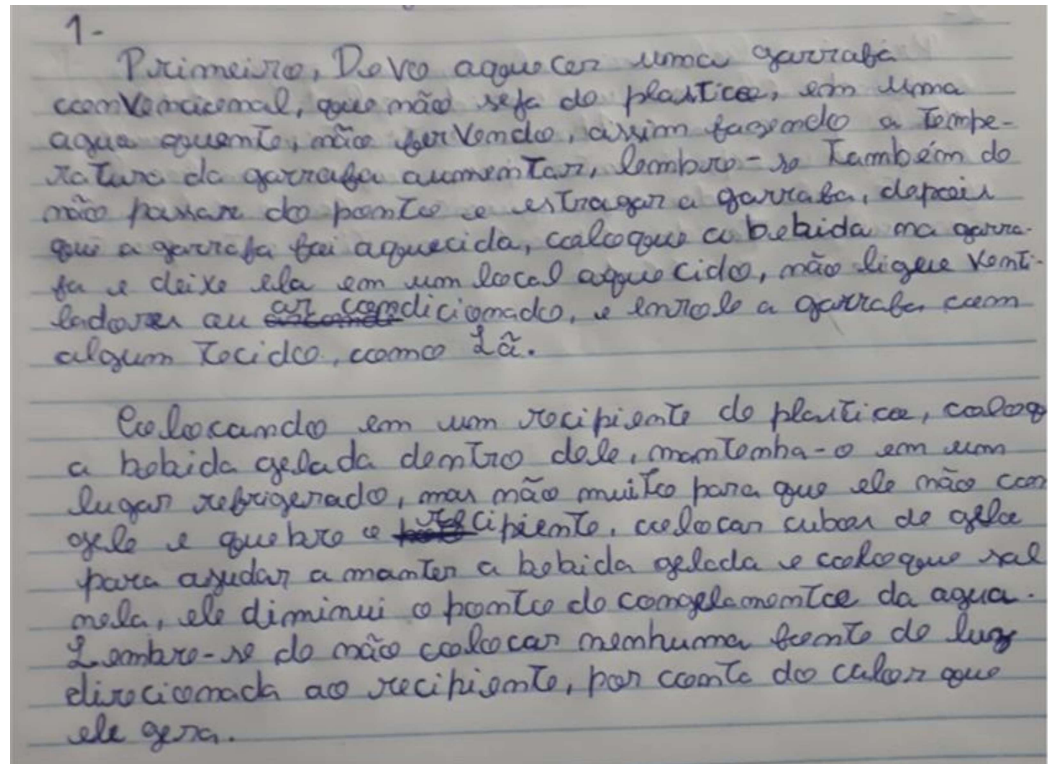 1-
Primeiro, Devo aquecer uma garrafa
convencional, que não seja de plastico, em uma
agua quente, não fervendo, assim fazendo a tempe-
ratura da garrafa aumentar, lembre-se também de
não passar do ponto e estragar a garrafa, depois
que a garrafa foi aquecida, coloque a bebida na garra-
fa e deixe ela em um local aquecido, não ligue venti-
ladores ou ar condicionado, e enrole a garrafa com
algum tecido, como Lã.
Colocando em um recipiente de plastico, coloq
a bebida gelada dentro dele, mantenha-o em um
lugar refrigerado, mas não muito para que ele não con
gele e quebre o recipiente, colocar cubos de gelo
para ajudar a manter a bebida gelada e coloque sal
nela, ele diminui o ponto de congelamento da agua.
Lembre-se de não colocar nenhuma fonte de luz
direcionada ao recipiente, por conta do calor que
ele gera.